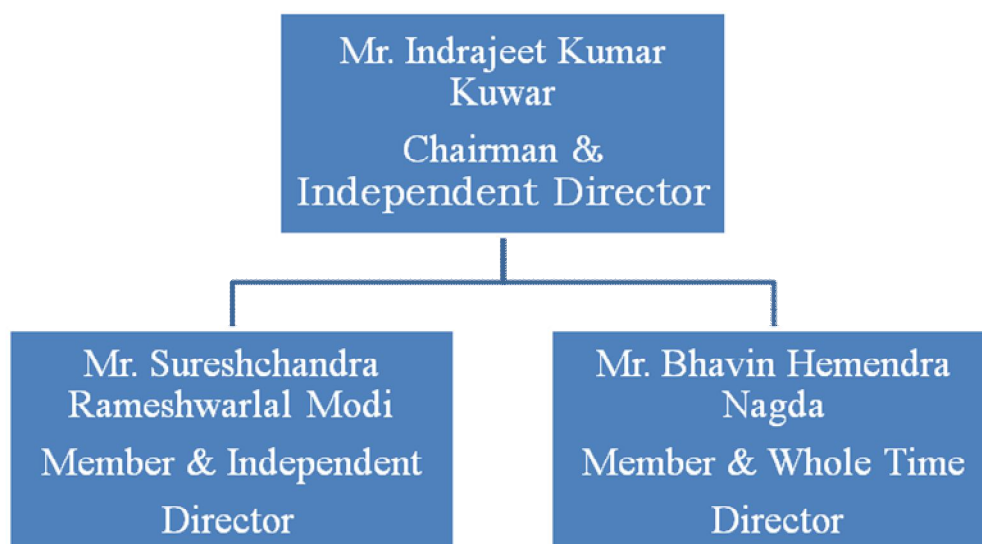 Mr. Indrajeet Kumar
Kuwar
Chairman &
Independent Director
Mr. Sureshchandra
Rameshwarlal Modi
Member & Independent
Director
Mr. Bhavin Hemendra
Nagda
Member & Whole Time
Director